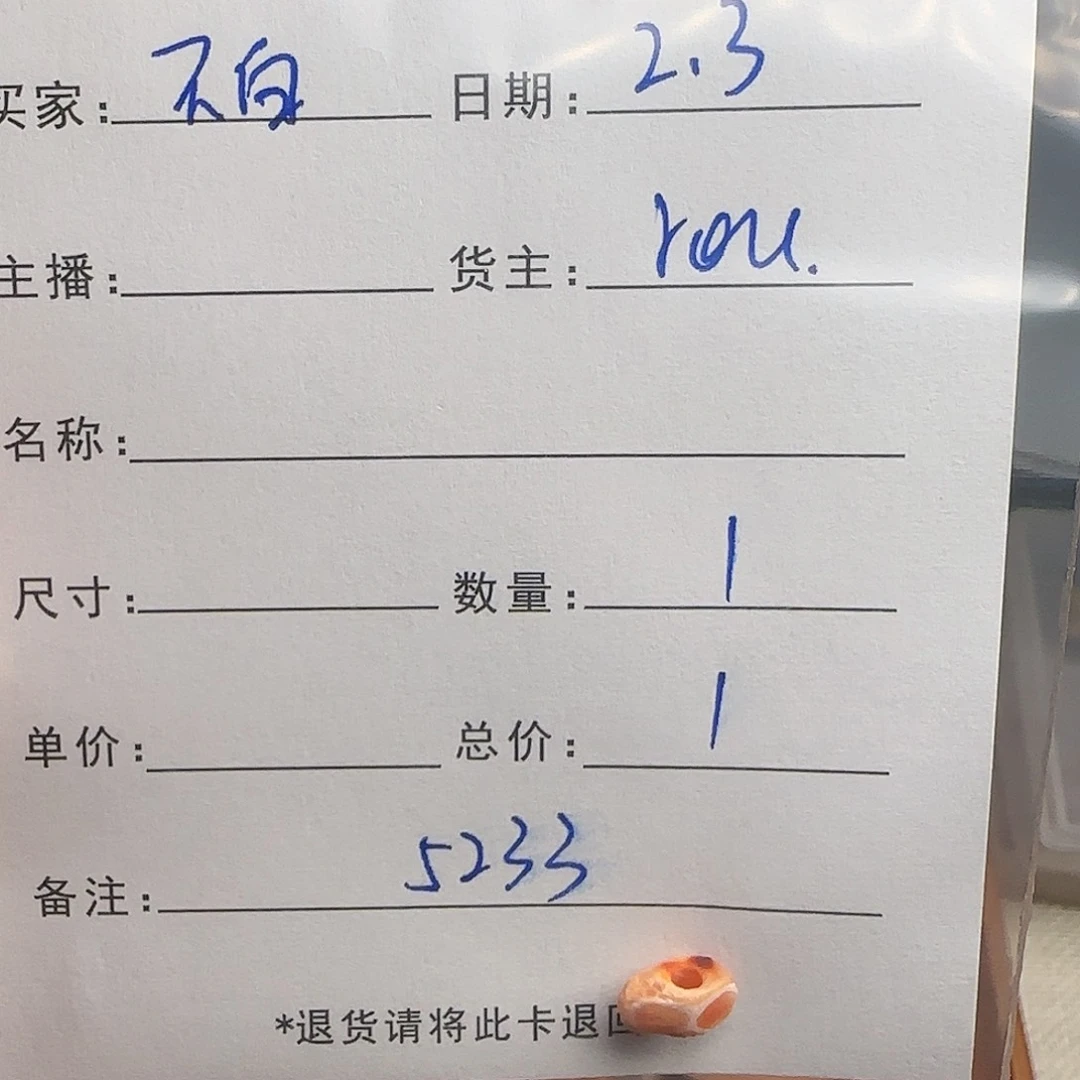 买家: 不白 日期: 2.3
主播: 货主: you.
名称:
尺寸: 数量: 1
单价: 总价: 1
备注: 5233
*退货请将此卡退回